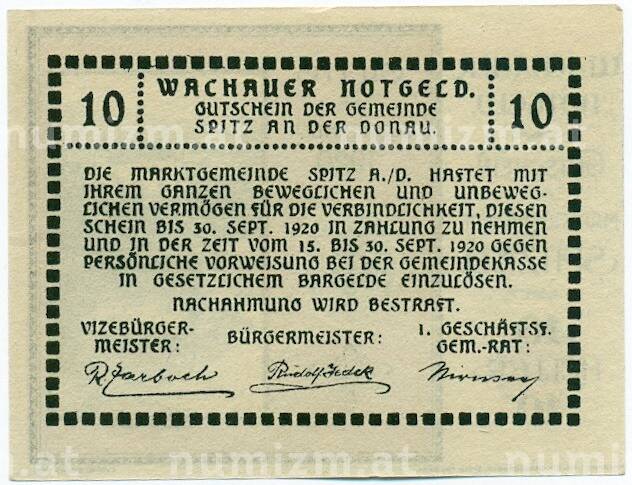 WACHAUER NOTGELD.
10 GUTSCHEIN DER GEMEINDE 10
SPITZ AN DER DONAU.
DIE MARKTGEMEINDE SPITZ A./D. HAFTET MIT
IHREM GANZEN BEWEGLICHEN UND UNBEWEG-
LICHEN VERMÖGEN FÜR DIE VERBINDLICHKEIT, DIESEN
SCHEIN BIS 30. SEPT. 1920 IN ZAHLUNG ZU NEHMEN
UND IN DER ZEIT VOM 15. BIS 30. SEPT. 1920 GEGEN
PERSÖNLICHE VORWEISUNG BEI DER GEMEINDEKASSE
IN GESETZLICHEM BARGELDE EINZULÖSEN.
NACHAHMUNG WIRD BESTRAFT.
VIZEBÜRGER-
MEISTER:
BÜRGERMEISTER:
1. GESCHÄFTSF.
GEM.-RAT:
Rudolf
numizm.at